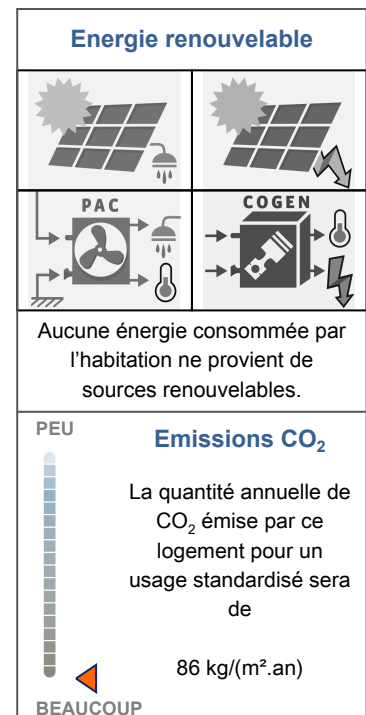 Energie renouvelable
PAC
COGEN
Aucune énergie consommée par
l'habitation ne provient de
sources renouvelables.
PEU
Emissions CO₂
La quantité annuelle de
CO₂ émise par ce
logement pour un
usage standardisé sera
de
86 kg/(m².an)
BEAUCOUP